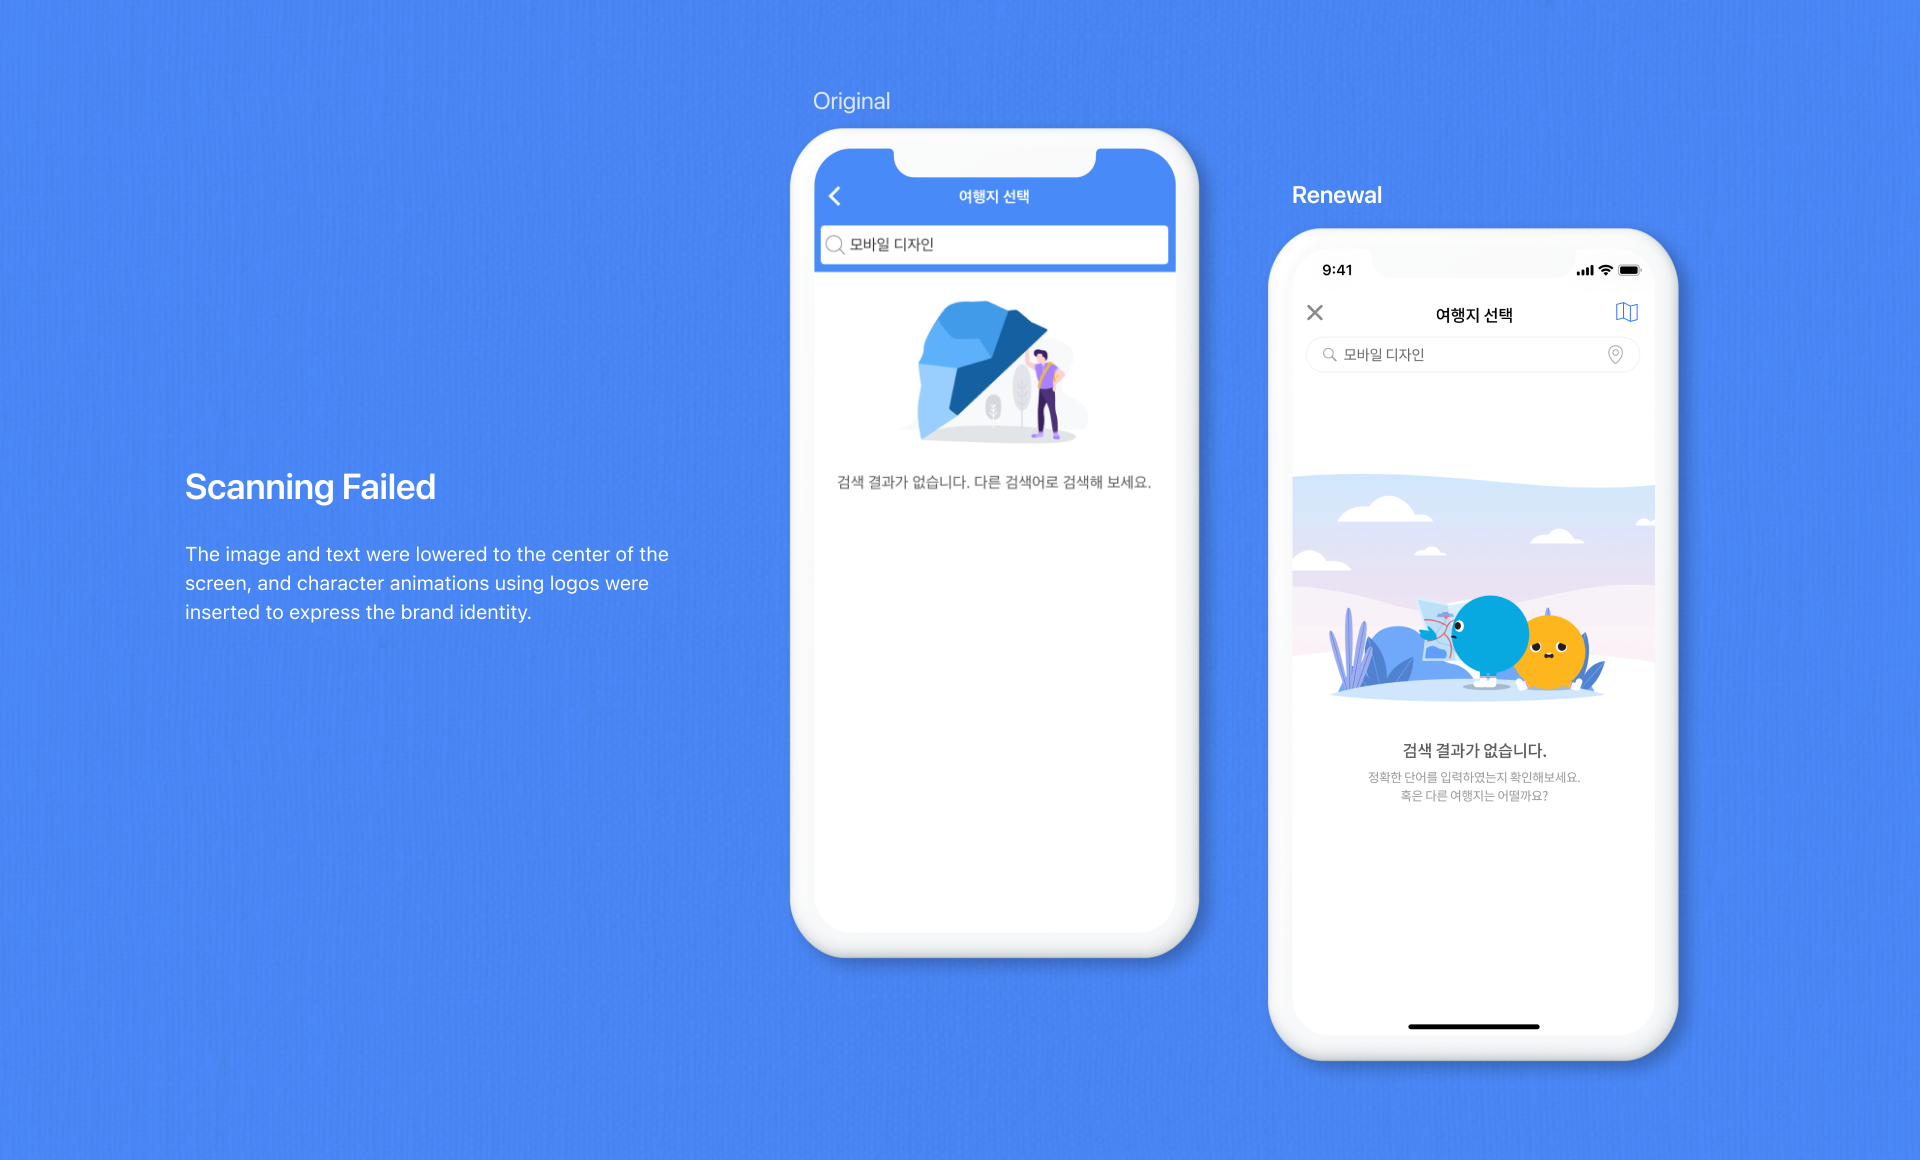 Original
여행지 선택
모바일 디자인
검색 결과가 없습니다. 다른 검색어로 검색해 보세요.
Scanning Failed
The image and text were lowered to the center of the
screen, and character animations using logos were
inserted to express the brand identity.
Renewal
9:41
여행지 선택
모바일 디자인
검색 결과가 없습니다.
정확한 단어를 입력하였는지 확인해보세요.
혹은 다른 여행지는 어떨까요?